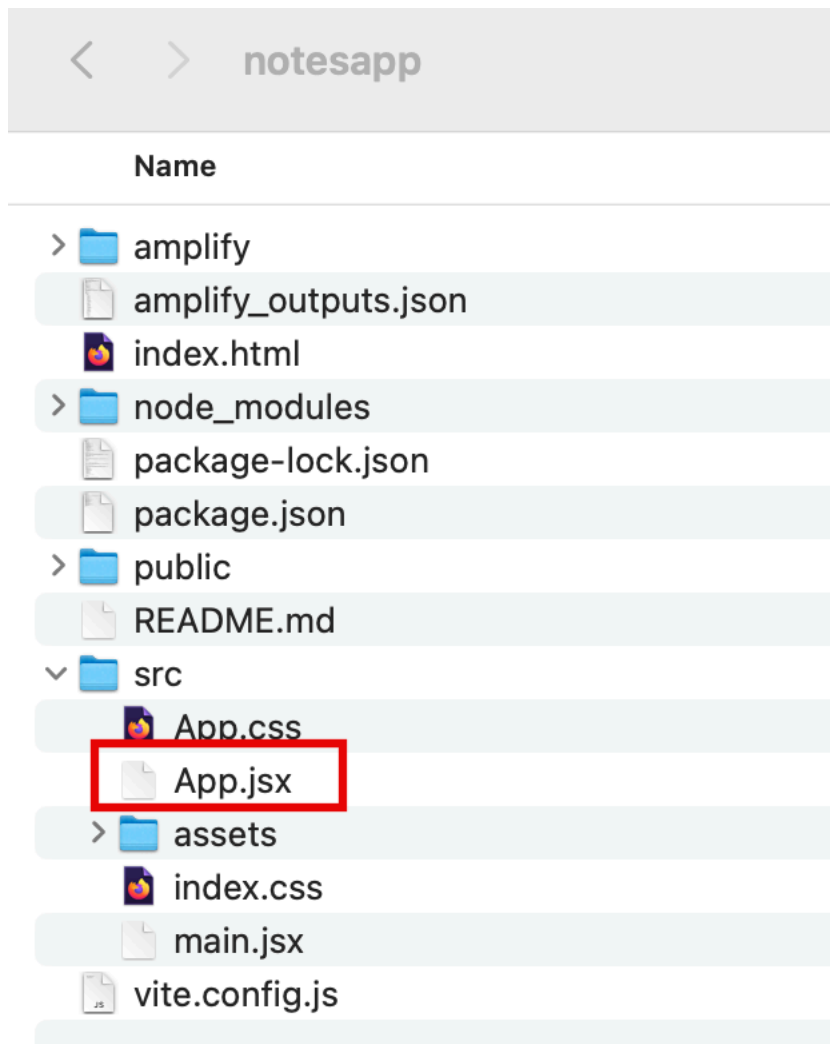 notesapp
Name
amplify
amplify_outputs.json
index.html
node_modules
package-lock.json
package.json
public
README.md
src
App.css
App.jsx
assets
index.css
main.jsx
JS
vite.config.js